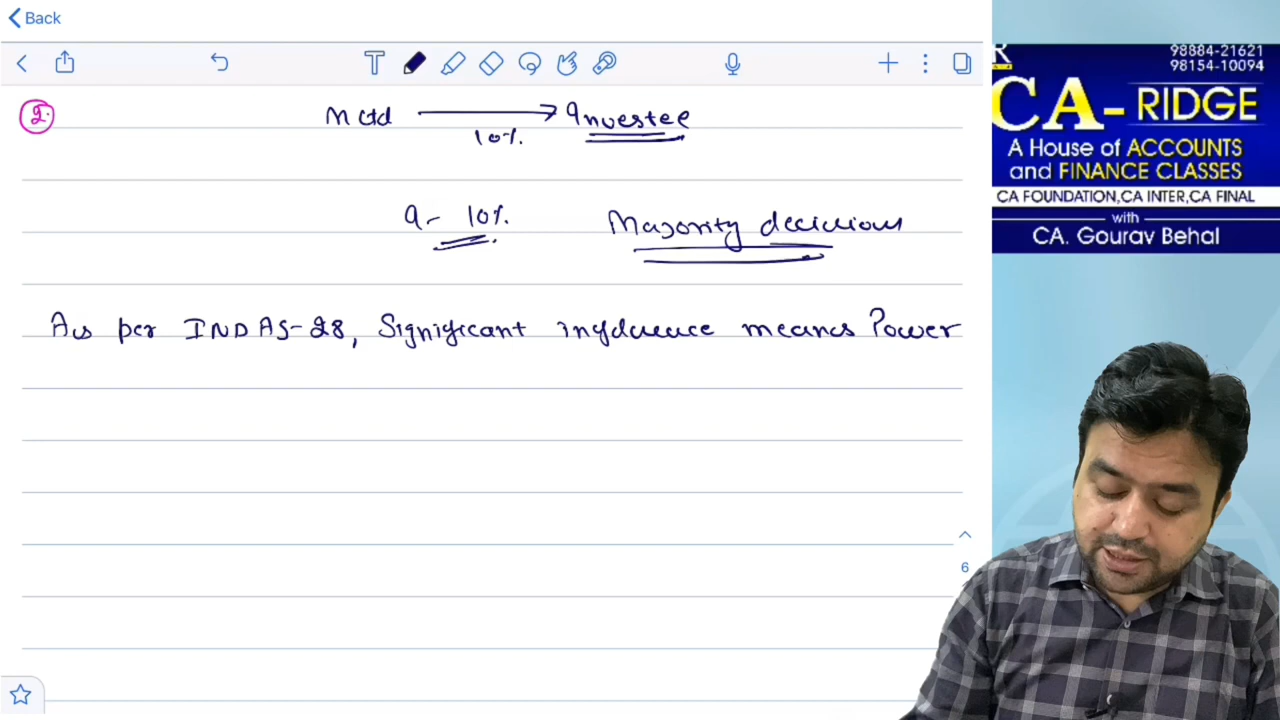 Back
2.
M Ltd → Investee
10%.
9 - 10%. Majority decisions
As per IND AS-28, Significant influence means Power
6
98884-21621
98154-10094
R
CA- RIDGE
A House of ACCOUNTS
and FINANCE CLASSES
CA FOUNDATION,CA INTER,CA FINAL
with
CA. Gourav Behal